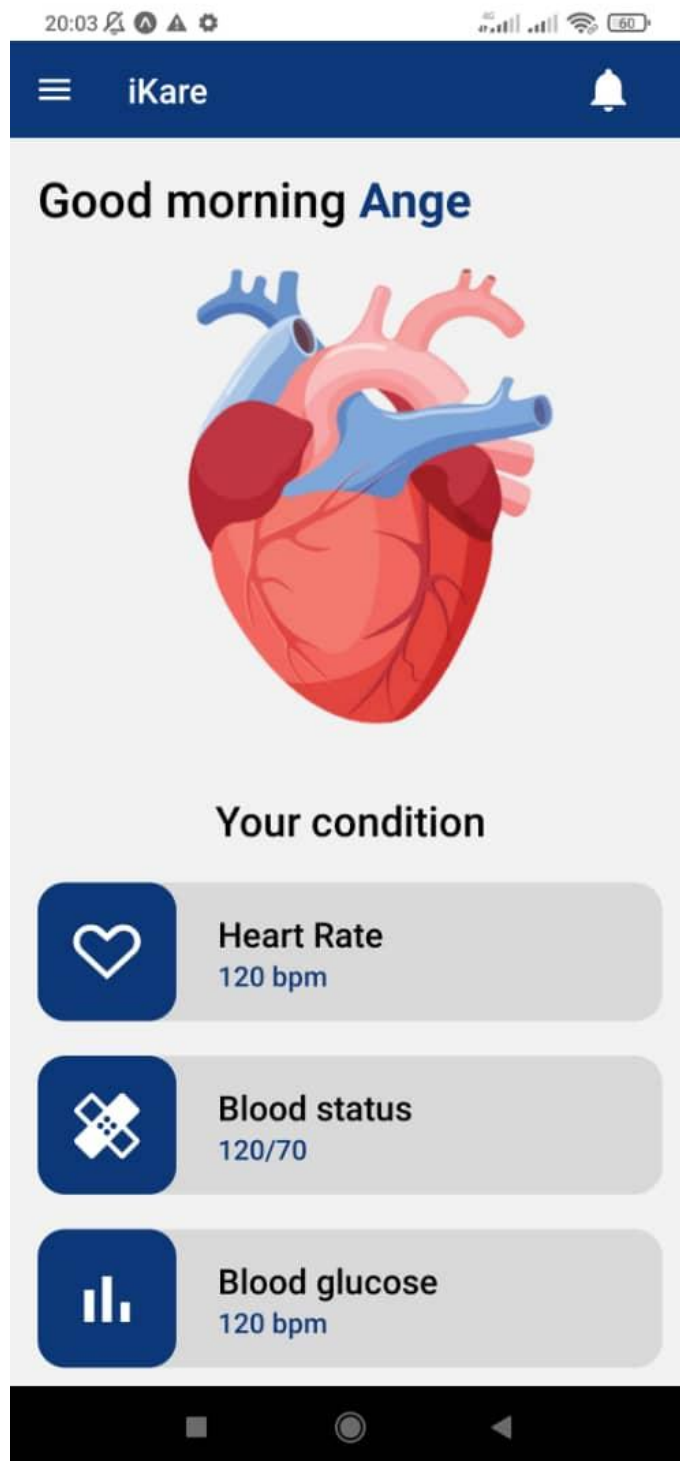 20:03
4G
60
iKare
Good morning Ange
Your condition
Heart Rate
120 bpm
Blood status
120/70
Blood glucose
120 bpm